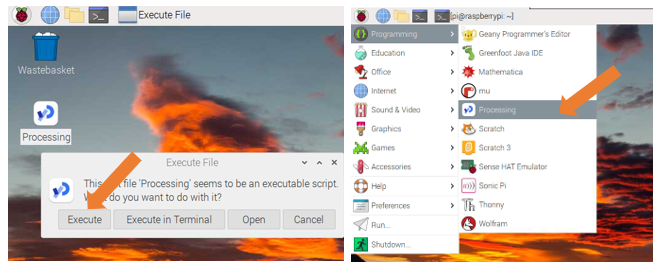 Execute File
Wastebasket
Processing
Execute File
This text file 'Processing' seems to be an executable script.
What do you want to do with it?
Execute
Execute in Terminal
Open
Cancel
[pi@raspberrypi: ~]
Programming
Education
Office
Internet
Sound & Video
Graphics
Games
Accessories
Help
Preferences
Run...
Shutdown...
Geany Programmer's Editor
Greenfoot Java IDE
Mathematica
mu
Processing
Scratch
Scratch 3
Sense HAT Emulator
Sonic Pi
Thonny
Wolfram